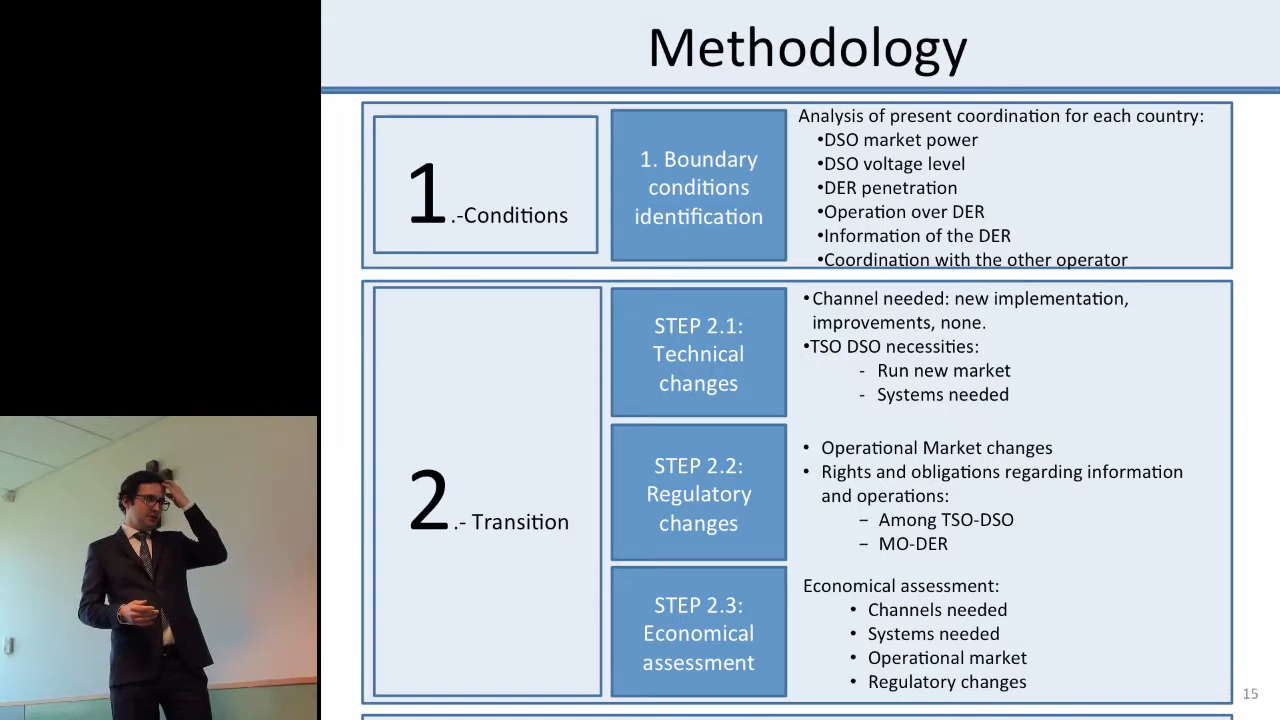 Methodology
1.-Conditions
1. Boundary
conditions
identification
Analysis of present coordination for each country:
•DSO market power
•DSO voltage level
•DER penetration
•Operation over DER
•Information of the DER
•Coordination with the other operator
2.- Transition
STEP 2.1:
Technical
changes
•Channel needed: new implementation,
improvements, none.
•TSO DSO necessities:
- Run new market
- Systems needed
STEP 2.2:
Regulatory
changes
• Operational Market changes
• Rights and obligations regarding information
and operations:
− Among TSO-DSO
− MO-DER
STEP 2.3:
Economical
assessment
Economical assessment:
• Channels needed
• Systems needed
• Operational market
• Regulatory changes
15